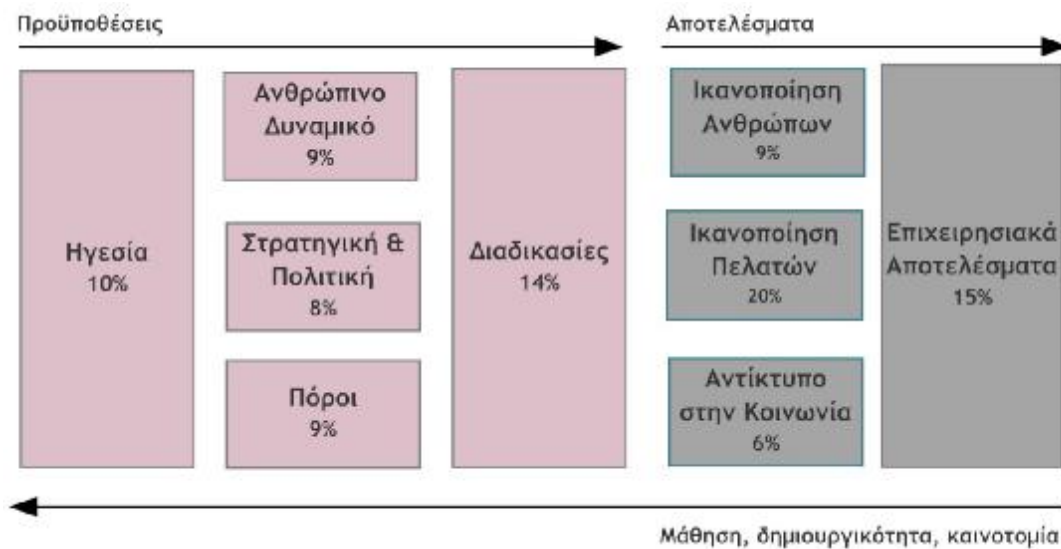 Προϋποθέσεις
Αποτελέσματα
Ηγεσία
10%
Ανθρώπινο
Δυναμικό
9%
Στρατηγική &
Πολιτική
8%
Πόροι
9%
Διαδικασίες
14%
Ικανοποίηση
Ανθρώπων
9%
Ικανοποίηση
Πελατών
20%
Αντίκτυπο
στην Κοινωνία
6%
Επιχειρησιακά
Αποτελέσματα
15%
Μάθηση, δημιουργικότητα, καινοτομία